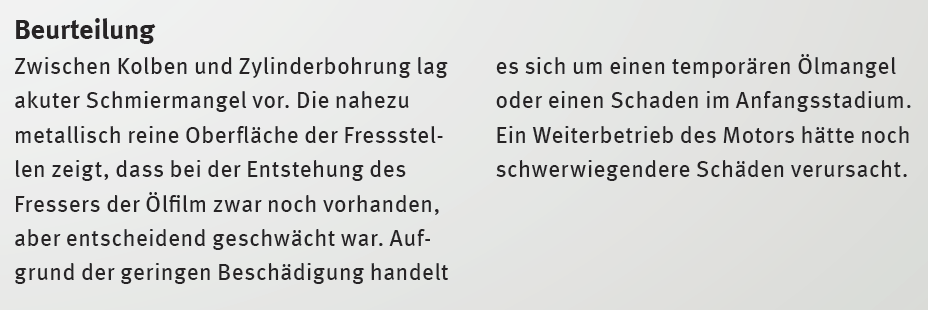 Beurteilung
Zwischen Kolben und Zylinderbohrung lag
akuter Schmiermangel vor. Die nahezu
metallisch reine Oberfläche der Fressstel-
len zeigt, dass bei der Entstehung des
Fressers der Ölfilm zwar noch vorhanden,
aber entscheidend geschwächt war. Auf-
grund der geringen Beschädigung handelt
es sich um einen temporären Ölmangel
oder einen Schaden im Anfangsstadium.
Ein Weiterbetrieb des Motors hätte noch
schwerwiegendere Schäden verursacht.